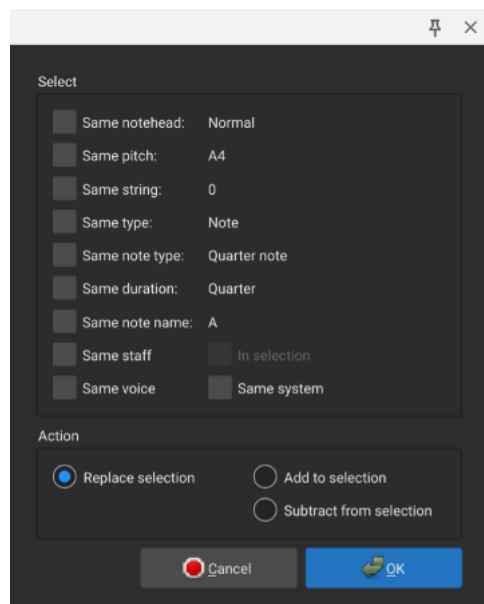 Select
Same notehead: Normal
Same pitch: A4
Same string: 0
Same type: Note
Same note type: Quarter note
Same duration: Quarter
Same note name: A
Same staff In selection
Same voice Same system
Action
Replace selection Add to selection
Subtract from selection
Cancel OK